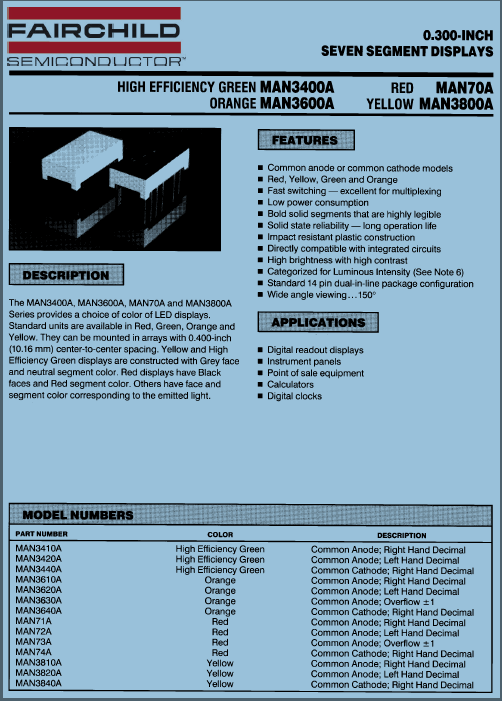 FAIRCHILD
SEMICONDUCTOR™
0.300-INCH
SEVEN SEGMENT DISPLAYS
HIGH EFFICIENCY GREEN MAN3400A RED MAN70A
ORANGE MAN3600A YELLOW MAN3800A
FEATURES
■ Common anode or common cathode models
■ Red, Yellow, Green and Orange
■ Fast switching — excellent for multiplexing
■ Low power consumption
■ Bold solid segments that are highly legible
■ Solid state reliability — long operation life
■ Impact resistant plastic construction
■ Directly compatible with integrated circuits
■ High brightness with high contrast
■ Categorized for Luminous Intensity (See Note 6)
■ Standard 14 pin dual-in-line package configuration
■ Wide angle viewing...150°
DESCRIPTION
The MAN3400A, MAN3600A, MAN70A and MAN3800A
Series provides a choice of color of LED displays.
Standard units are available in Red, Green, Orange and
Yellow. They can be mounted in arrays with 0.400-inch
(10.16 mm) center-to-center spacing. Yellow and High
Efficiency Green displays are constructed with Grey face
and neutral segment color. Red displays have Black
faces and Red segment color. Others have face and
segment color corresponding to the emitted light.
APPLICATIONS
■ Digital readout displays
■ Instrument panels
■ Point of sale equipment
■ Calculators
■ Digital clocks
MODEL NUMBERS
PART NUMBER COLOR DESCRIPTION
MAN3410A High Efficiency Green Common Anode; Right Hand Decimal
MAN3420A High Efficiency Green Common Anode; Left Hand Decimal
MAN3440A High Efficiency Green Common Cathode; Right Hand Decimal
MAN3610A Orange Common Anode; Right Hand Decimal
MAN3620A Orange Common Anode; Left Hand Decimal
MAN3630A Orange Common Anode; Overflow ±1
MAN3640A Orange Common Cathode; Right Hand Decimal
MAN71A Red Common Anode; Right Hand Decimal
MAN72A Red Common Anode; Left Hand Decimal
MAN73A Red Common Anode; Overflow ±1
MAN74A Red Common Cathode; Right Hand Decimal
MAN3810A Yellow Common Anode; Right Hand Decimal
MAN3820A Yellow Common Anode; Left Hand Decimal
MAN3840A Yellow Common Cathode; Right Hand Decimal